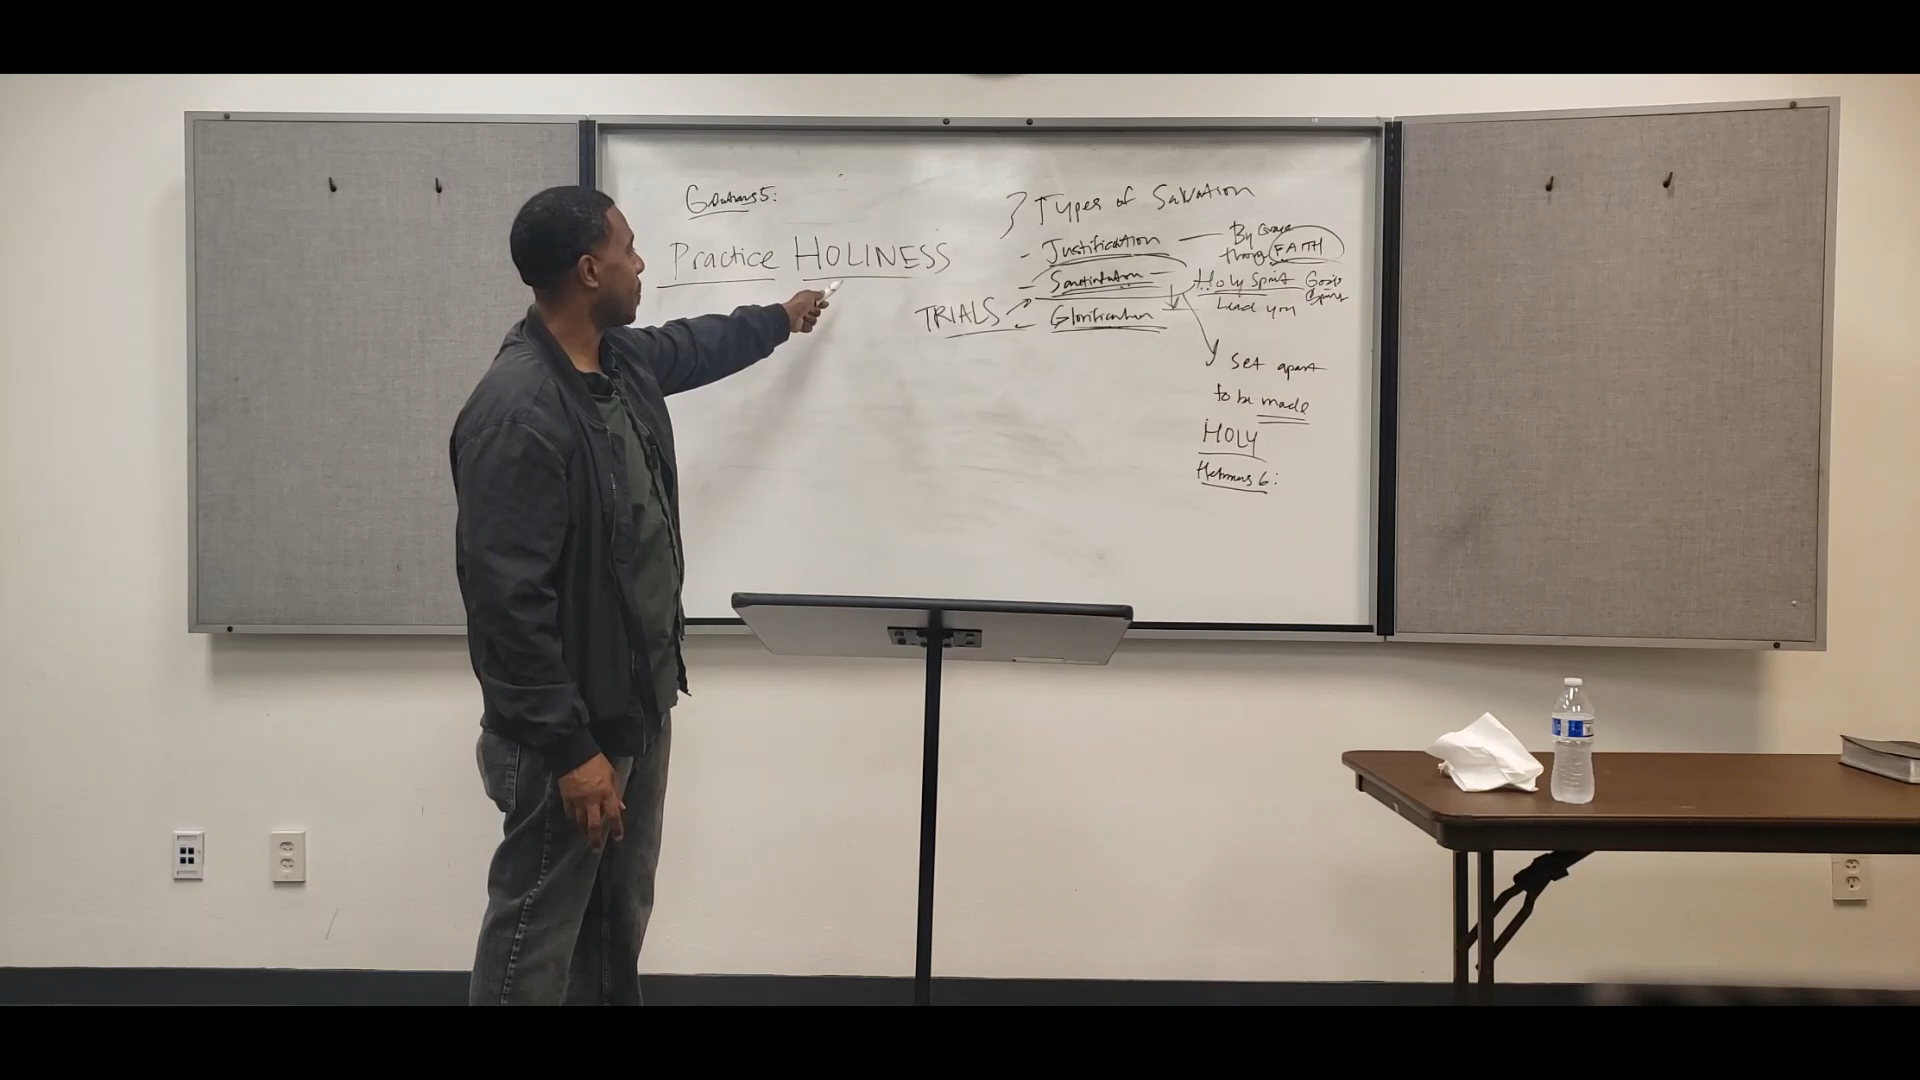 Galatians 5:
Practice HOLINESS
3 Types of Salvation
- Justification — By Grace through FAITH
- Sanctification — Holy Spirit God's
Lead you
TRIALS - Glorification
Set apart
to be made
HOLY
Hebrews 6: